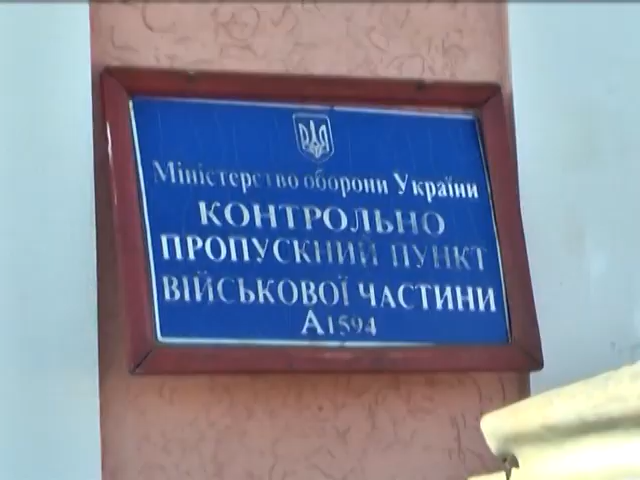 Міністерство оборони України
КОНТРОЛЬНО
ПРОПУСКНИЙ ПУНКТ
ВІЙСЬКОВОЇ ЧАСТИНИ
А1594